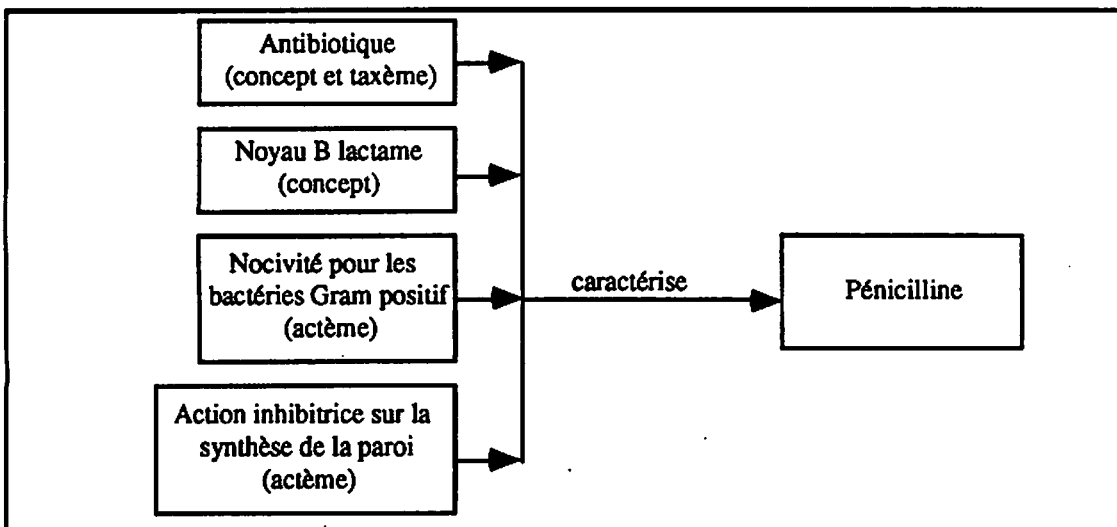 Antibiotique
(concept et taxème)
Noyau B lactame
(concept)
Nocivité pour les
bactéries Gram positif
(actème)
Action inhibitrice sur la
synthèse de la paroi
(actème)
caractérise
Pénicilline